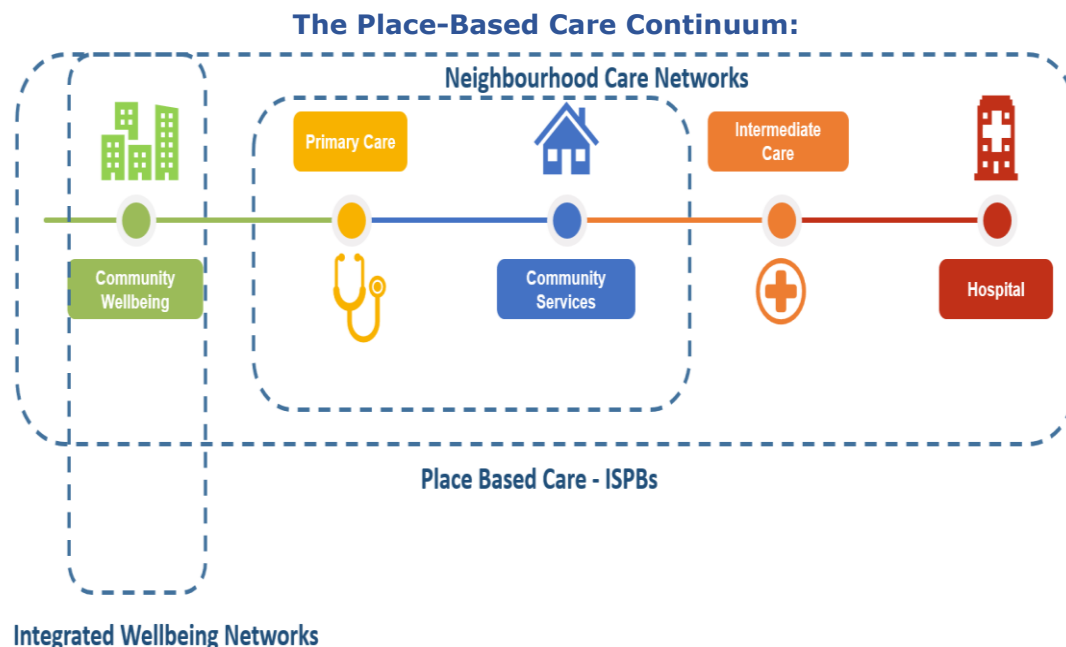 The Place-Based Care Continuum:
Neighbourhood Care Networks
Primary Care
Intermediate
Care
Community
Wellbeing
Community
Services
Hospital
Place Based Care - ISPBs
Integrated Wellbeing Networks